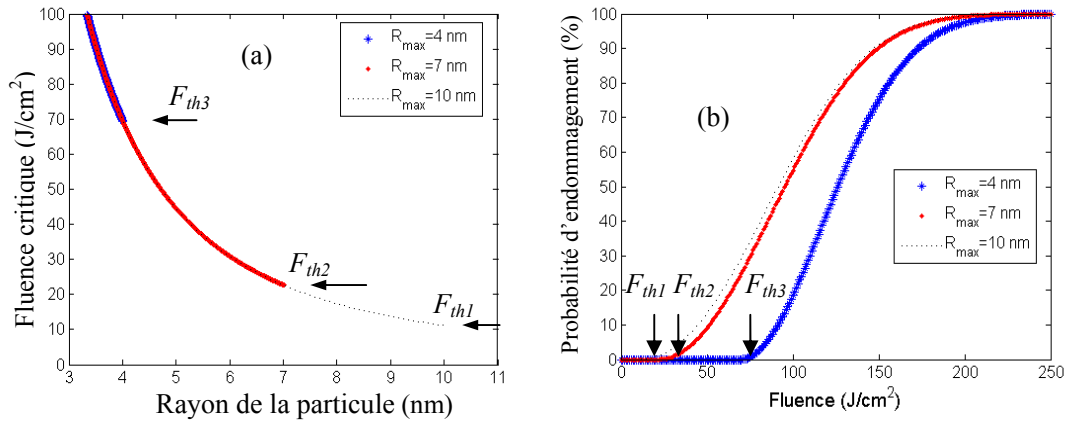 (a)
R_max=4 nm
R_max=7 nm
R_max=10 nm
F_th3
F_th2
F_th1
Fluence critique (J/cm²)
100
90
80
70
60
50
40
30
20
10
0
3 4 5 6 7 8 9 10 11
Rayon de la particule (nm)
(b)
R_max=4 nm
R_max=7 nm
R_max=10 nm
F_th1 F_th2 F_th3
Probabilité d'endommagement (%)
100
90
80
70
60
50
40
30
20
10
0
0 50 100 150 200 250
Fluence (J/cm²)